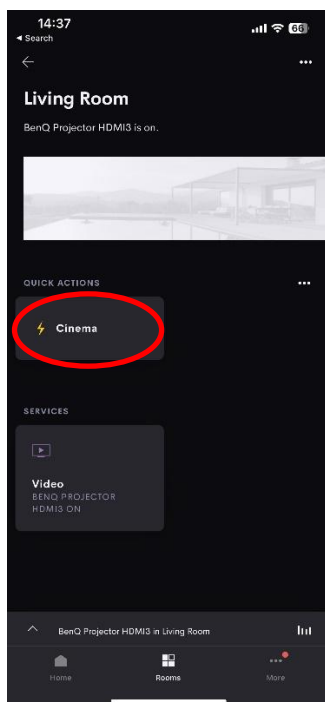 14:37
66
Search
Living Room
BenQ Projector HDMI3 is on.
QUICK ACTIONS
Cinema
SERVICES
Video
BENQ PROJECTOR
HDMI3 ON
BenQ Projector HDMI3 in Living Room
Home Rooms More